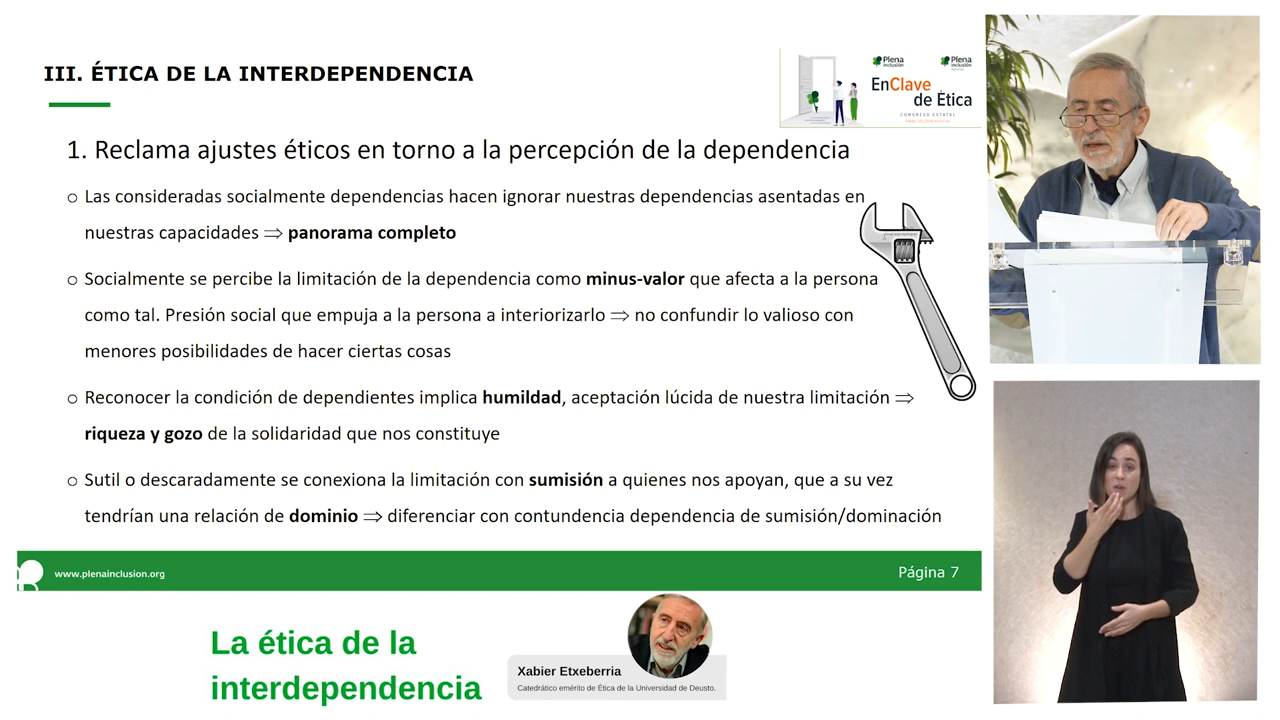 III. ÉTICA DE LA INTERDEPENDENCIA
Plena
inclusión
Plena
inclusión
EnClave
de Ética
CONGRESO ESTATAL
1. Reclama ajustes éticos en torno a la percepción de la dependencia
○ Las consideradas socialmente dependencias hacen ignorar nuestras dependencias asentadas en
nuestras capacidades ⇒ panorama completo
○ Socialmente se percibe la limitación de la dependencia como minus-valor que afecta a la persona
como tal. Presión social que empuja a la persona a interiorizarlo ⇒ no confundir lo valioso con
menores posibilidades de hacer ciertas cosas
○ Reconocer la condición de dependientes implica humildad, aceptación lúcida de nuestra limitación ⇒
riqueza y gozo de la solidaridad que nos constituye
○ Sutil o descaradamente se conexiona la limitación con sumisión a quienes nos apoyan, que a su vez
tendrían una relación de dominio ⇒ diferenciar con contundencia dependencia de sumisión/dominación
www.plenainclusion.org
Página 7
La ética de la
interdependencia
Xabier Etxeberria
Catedrático emérito de Ética de la Universidad de Deusto.